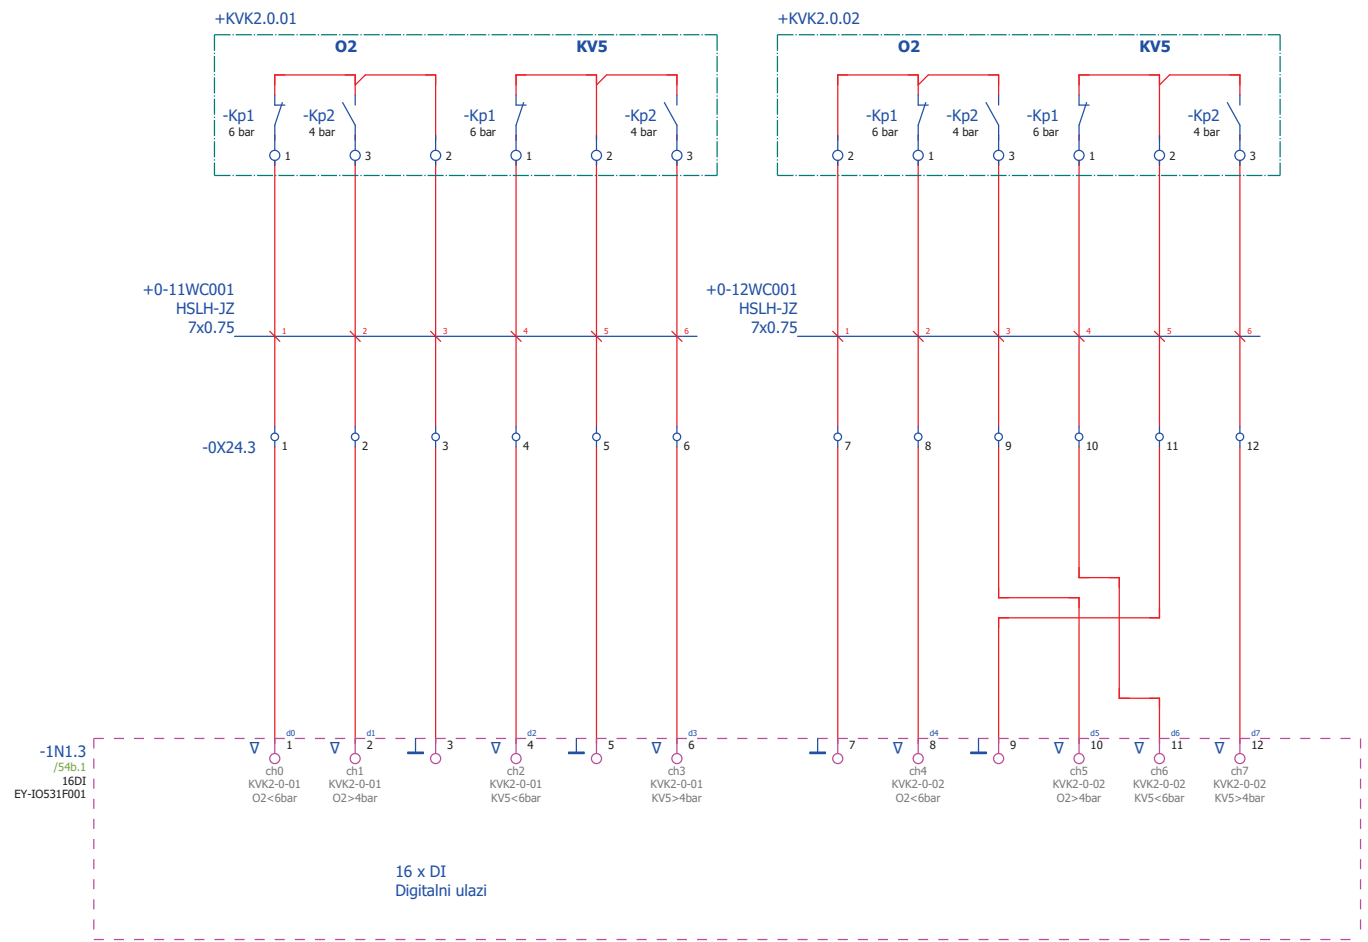 +KVK2.0.01 +KVK2.0.02
O2 KV5 O2 KV5
-Kp1 6 bar -Kp2 4 bar -Kp1 6 bar -Kp2 4 bar -Kp1 6 bar -Kp2 4 bar -Kp1 6 bar -Kp2 4 bar
1 3 2 1 2 3 2 1 3 1 2 3
+0-11WC001
HSLH-JZ
7x0.75
1 2 3 4 5 6
+0-12WC001
HSLH-JZ
7x0.75
1 2 3 4 5 6
-0X24.3 1 2 3 4 5 6 7 8 9 10 11 12
-1N1.3
/54b.1
16DI
EY-IO531F001
d0 d1 d2 d3 d4 d5 d6 d7
1 2 3 4 5 6 7 8 9 10 11 12
ch0
KVK2-0-01
O2<6bar
ch1
KVK2-0-01
O2>4bar
ch2
KVK2-0-01
KV5<6bar
ch3
KVK2-0-01
KV5>4bar
ch4
KVK2-0-02
O2<6bar
ch5
KVK2-0-02
O2>4bar
ch6
KVK2-0-02
KV5<6bar
ch7
KVK2-0-02
KV5>4bar
16 x DI
Digitalni ulazi